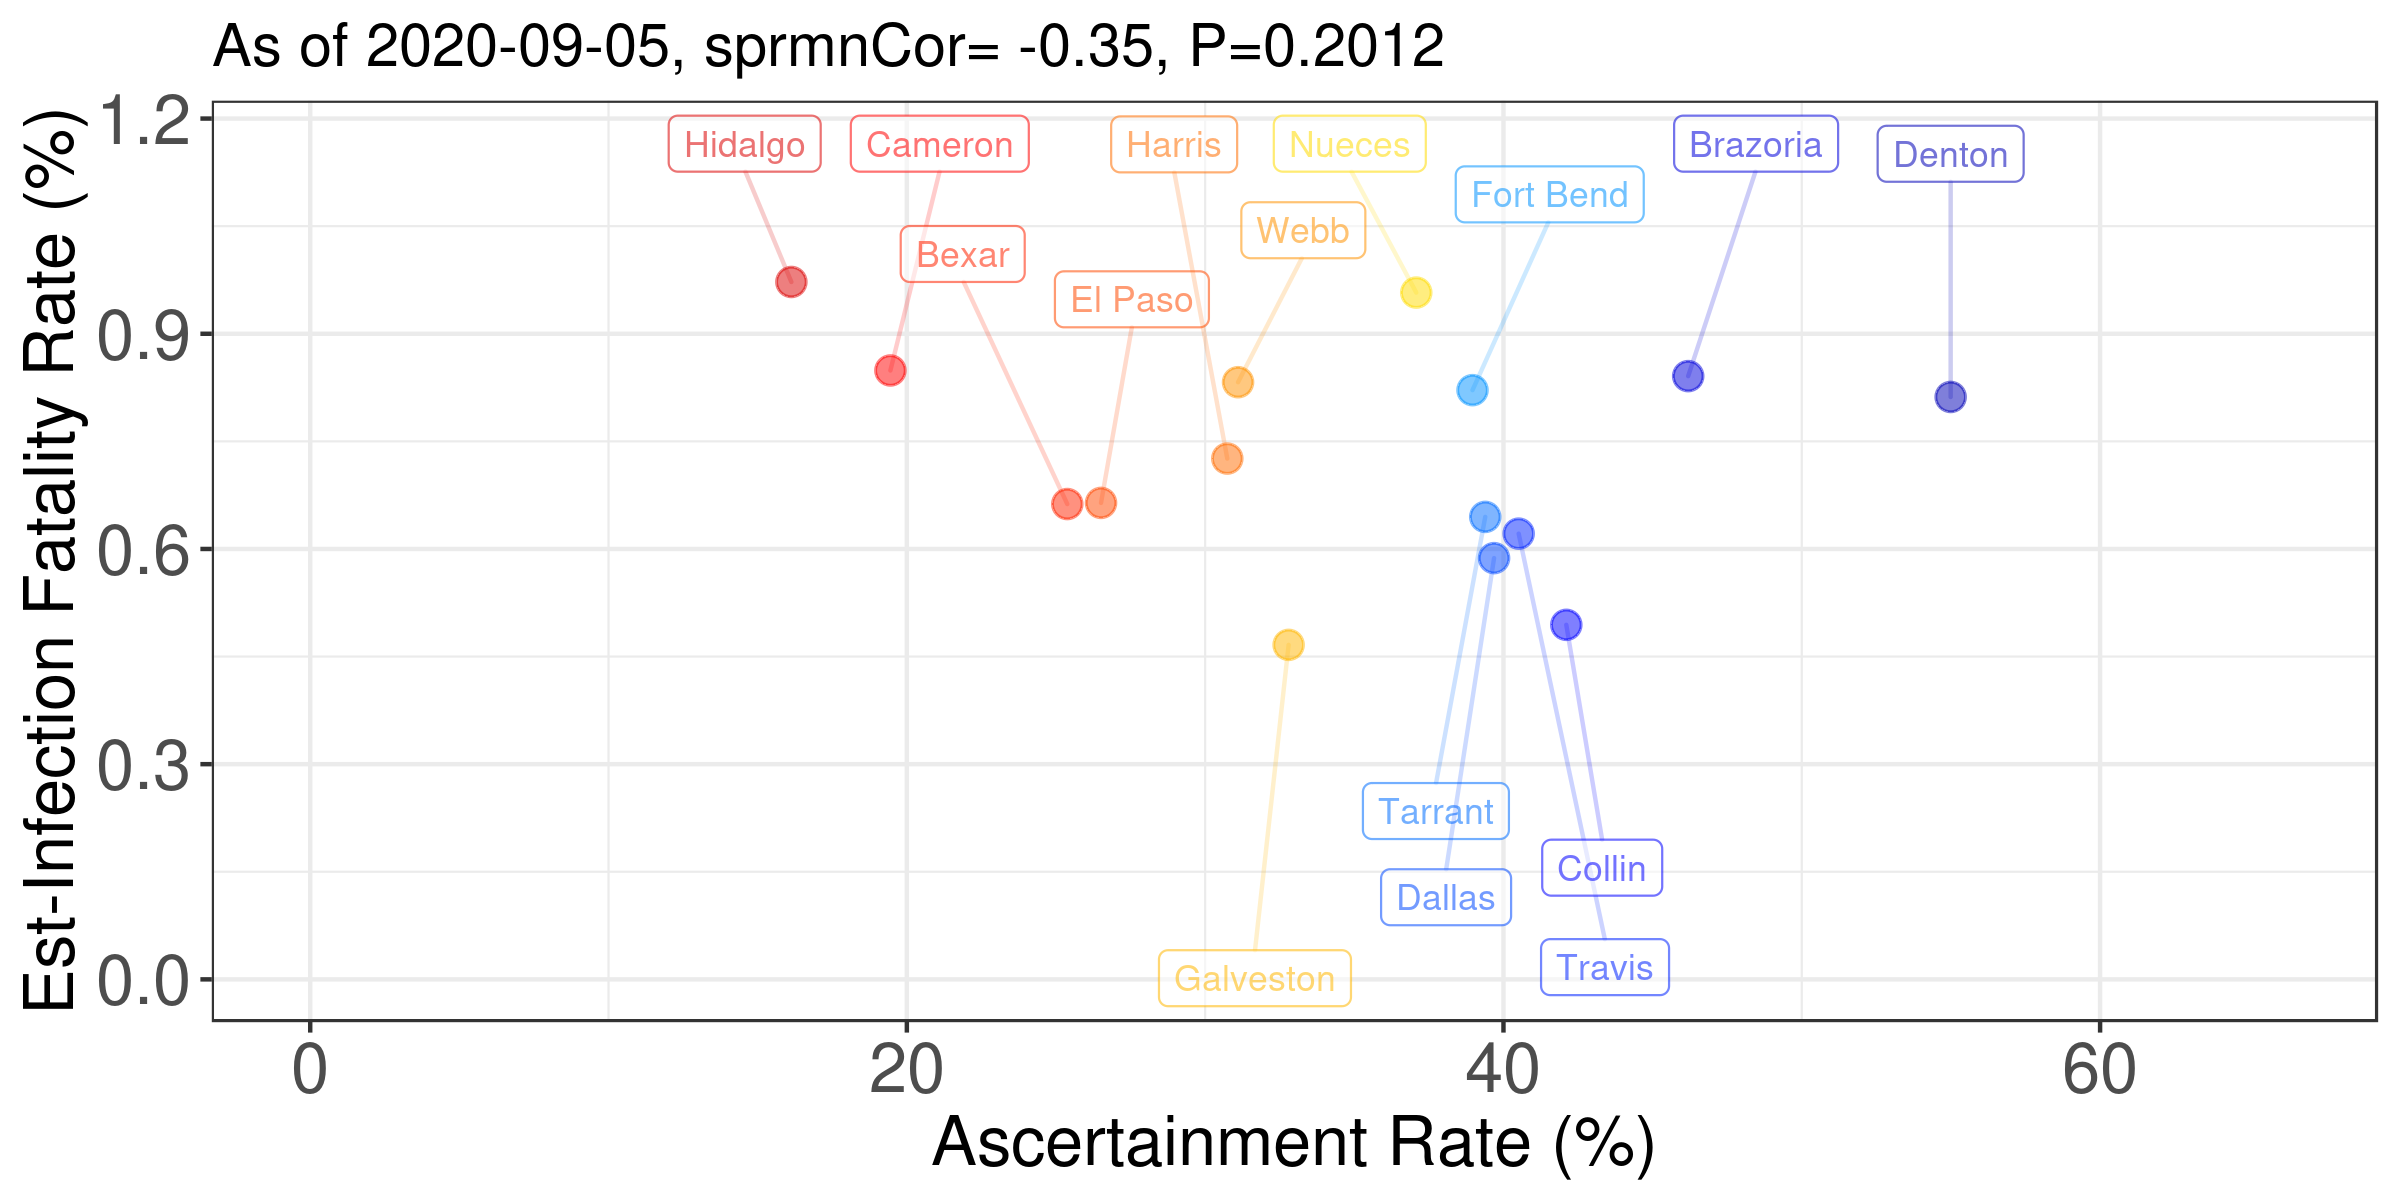 As of 2020-09-05, sprmnCor= -0.35, P=0.2012
Est-Infection Fatality Rate (%)
1.2
0.9
0.6
0.3
0.0
Hidalgo
Cameron
Harris
Nueces
Brazoria
Denton
Fort Bend
Webb
Bexar
El Paso
Tarrant
Collin
Dallas
Travis
Galveston
0 20 40 60
Ascertainment Rate (%)